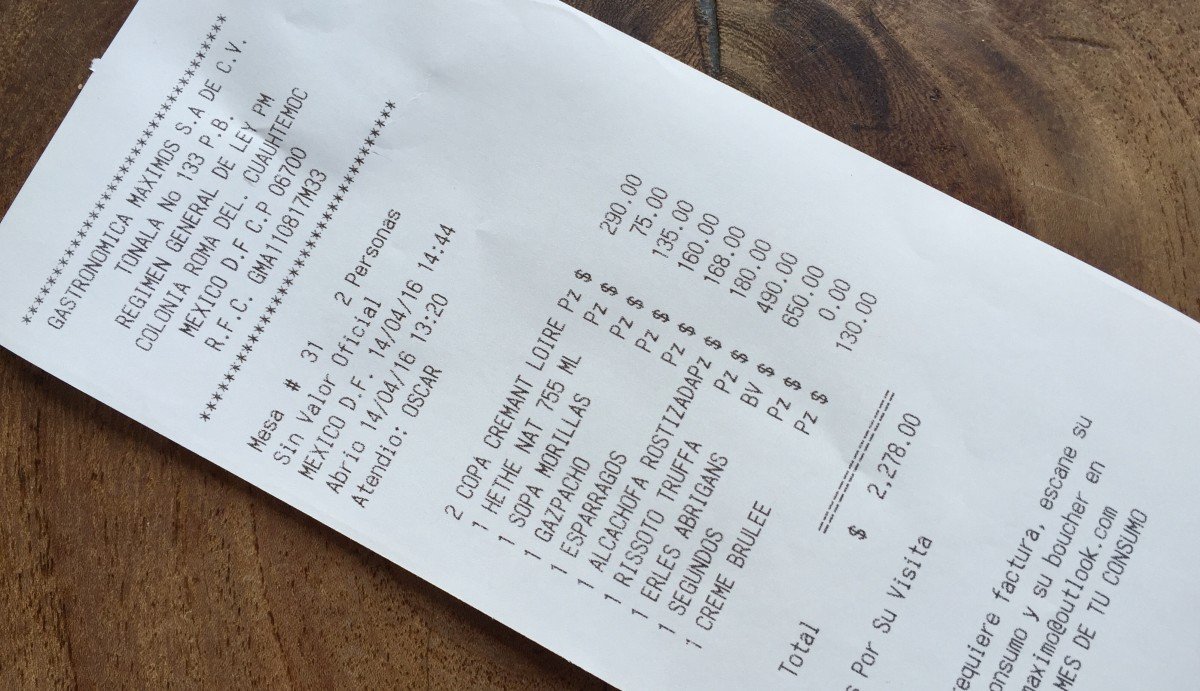 ****************************************
GASTRONOMICA MAXIMOS S.A DE C.V.
TONALA No 133 P.B.
REGIMEN GENERAL DE LEY PM
COLONIA ROMA DEL. CUAUHTEMOC
MEXICO D.F C.P 06700
R.F.C. GMA110817M33
****************************************
Mesa # 31 2 Personas
Sin Valor Oficial
MEXICO D.F. 14/04/16 14:44
Abrio 14/04/16 13:20
Atendio: OSCAR
2 COPA CREMANT LOIRE Pz $ 290.00
1 HETHE NAT 755 ML Pz $ 75.00
1 SOPA MORILLAS Pz $ 135.00
1 GAZPACHO Pz $ 160.00
1 ESPARRAGOS Pz $ 168.00
1 ALCACHOFA ROSTIZADAPz $ 180.00
1 RISSOTO TRUFFA Pz $ 490.00
1 ERLES ABRIGANS BV $ 650.00
1 SEGUNDOS Pz $ 0.00
1 CREME BRULEE Pz $ 130.00
==============
Total $ 2,278.00
s Por Su Visita
equiere factura, escane su
onsumo y su boucher en
aximo@outlook.com
MES DE TU CONSUMO